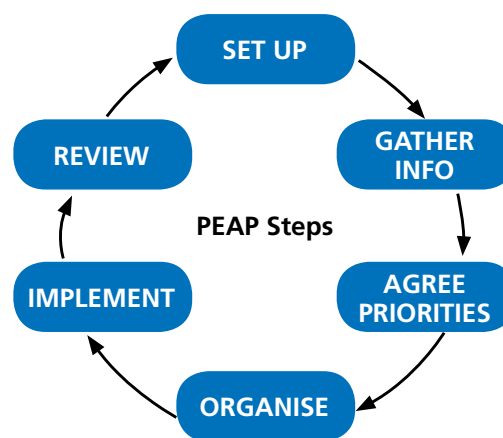 SET UP
GATHER
INFO
AGREE
PRIORITIES
ORGANISE
IMPLEMENT
REVIEW
PEAP Steps